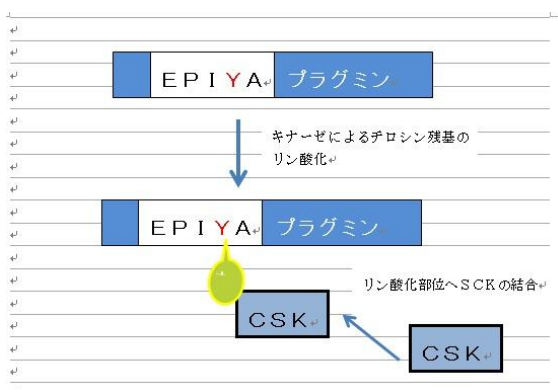 EPIYA プラグミン
キナーゼによるチロシン残基の
リン酸化
EPIYA プラグミン
リン酸化部位へSCKの結合
CSK
CSK